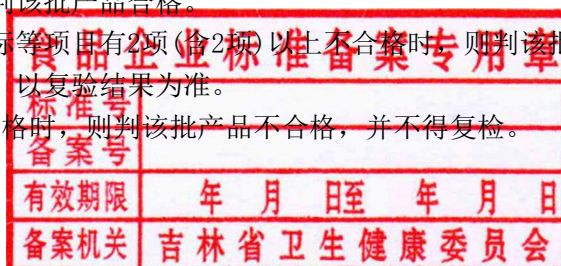 判该批产品合格。
标等项目有2项(含2项)以上不合格时，则判该批
食品企业标准备案专用章
以复验结果为准。
标准号
格时，则判该批产品不合格，并不得复检。
备案号
有效期限 年 月 日至 年 月 日
备案机关 吉林省卫生健康委员会